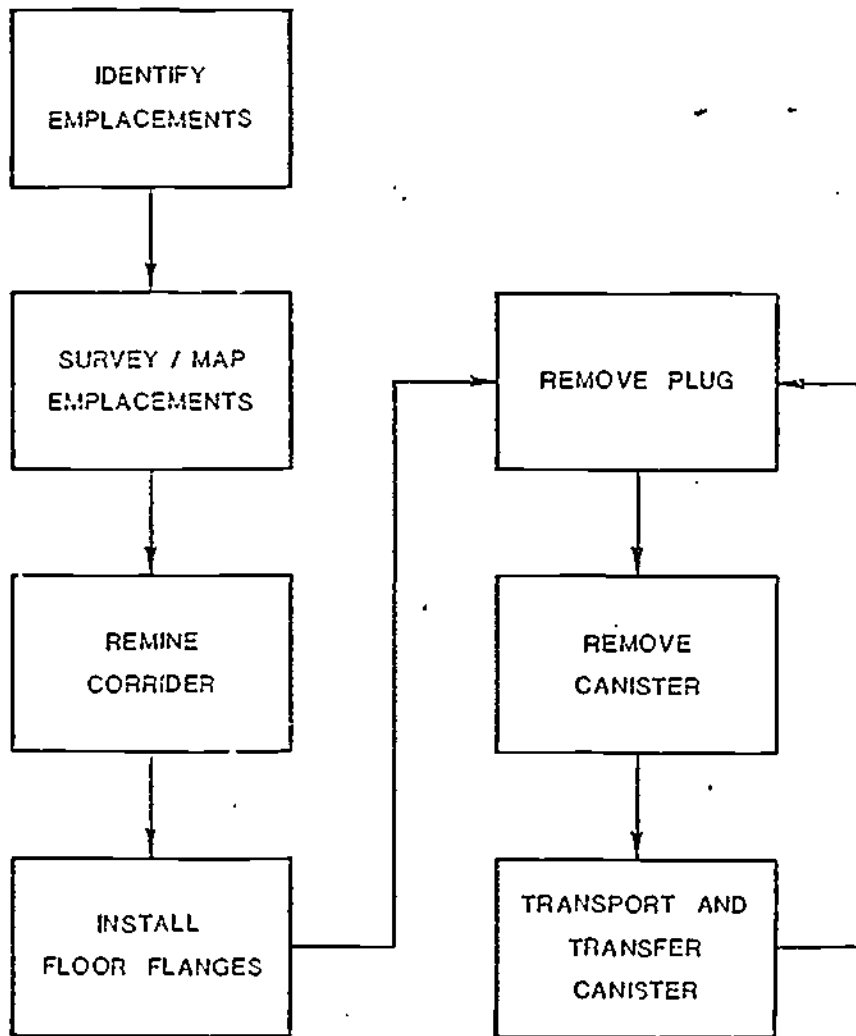 IDENTIFY
EMPLACEMENTS
SURVEY / MAP
EMPLACEMENTS
REMINE
CORRIDER
INSTALL
FLOOR FLANGES
REMOVE PLUG
REMOVE
CANISTER
TRANSPORT AND
TRANSFER
CANISTER